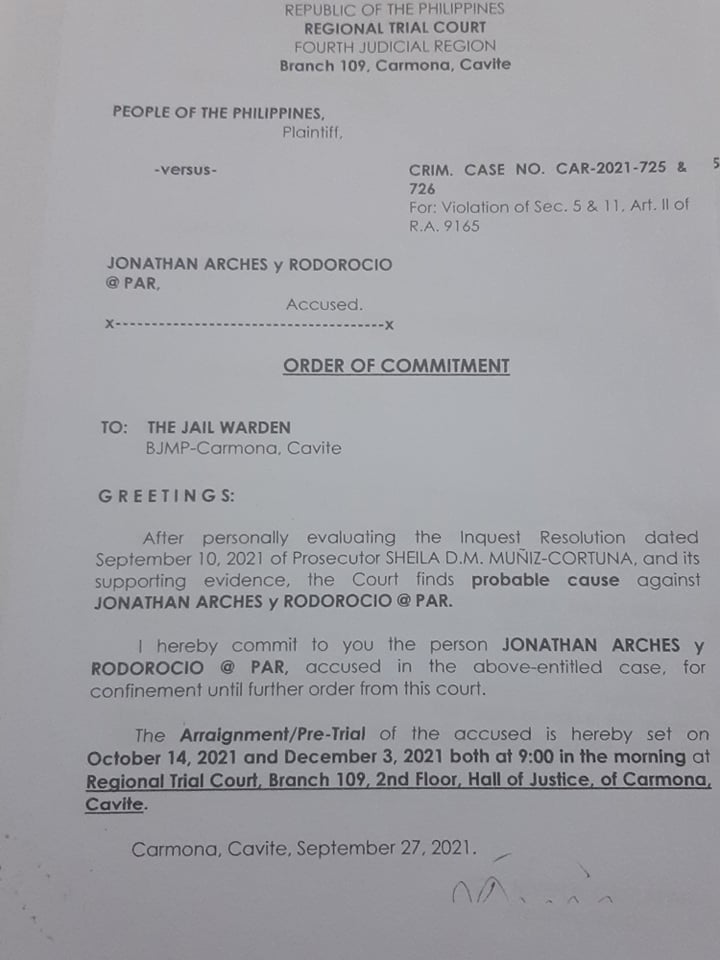 REPUBLIC OF THE PHILIPPINES
REGIONAL TRIAL COURT
FOURTH JUDICIAL REGION
Branch 109, Carmona, Cavite
PEOPLE OF THE PHILIPPINES,
Plaintiff,
-versus-
CRIM. CASE NO. CAR-2021-725 & 5
726
For: Violation of Sec. 5 & 11, Art. II of
R.A. 9165
JONATHAN ARCHES y RODOROCIO
@ PAR,
Accused.
x-------------------------------------x
ORDER OF COMMITMENT
TO: THE JAIL WARDEN
BJMP-Carmona, Cavite
G R E E T I N G S:
After personally evaluating the Inquest Resolution dated
September 10, 2021 of Prosecutor SHEILA D.M. MUÑIZ-CORTUNA, and its
supporting evidence, the Court finds probable cause against
JONATHAN ARCHES y RODOROCIO @ PAR.
I hereby commit to you the person JONATHAN ARCHES y
RODOROCIO @ PAR, accused in the above-entitled case, for
confinement until further order from this court.
The Arraignment/Pre-Trial of the accused is hereby set on
October 14, 2021 and December 3, 2021 both at 9:00 in the morning at
Regional Trial Court, Branch 109, 2nd Floor, Hall of Justice, of Carmona,
Cavite.
Carmona, Cavite, September 27, 2021.